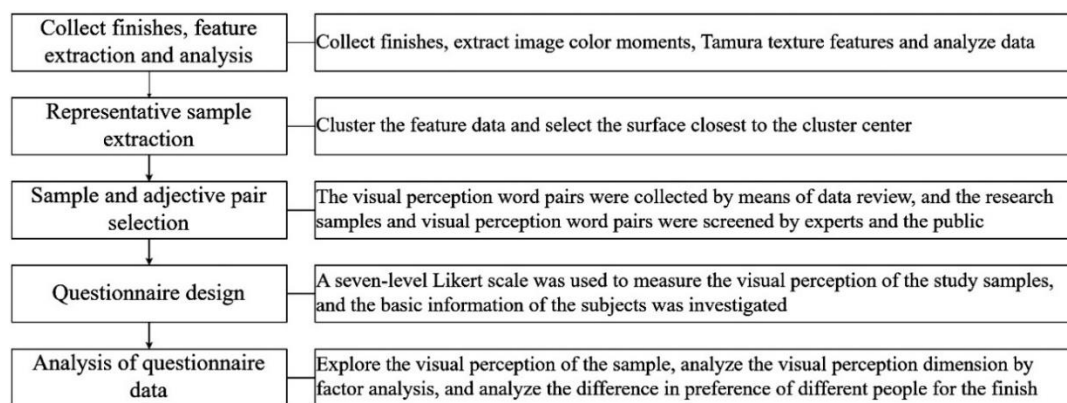 Collect finishes, feature
extraction and analysis
Collect finishes, extract image color moments, Tamura texture features and analyze data
Representative sample
extraction
Cluster the feature data and select the surface closest to the cluster center
Sample and adjective pair
selection
The visual perception word pairs were collected by means of data review, and the research
samples and visual perception word pairs were screened by experts and the public
Questionnaire design
A seven-level Likert scale was used to measure the visual perception of the study samples,
and the basic information of the subjects was investigated
Analysis of questionnaire
data
Explore the visual perception of the sample, analyze the visual perception dimension by
factor analysis, and analyze the difference in preference of different people for the finish